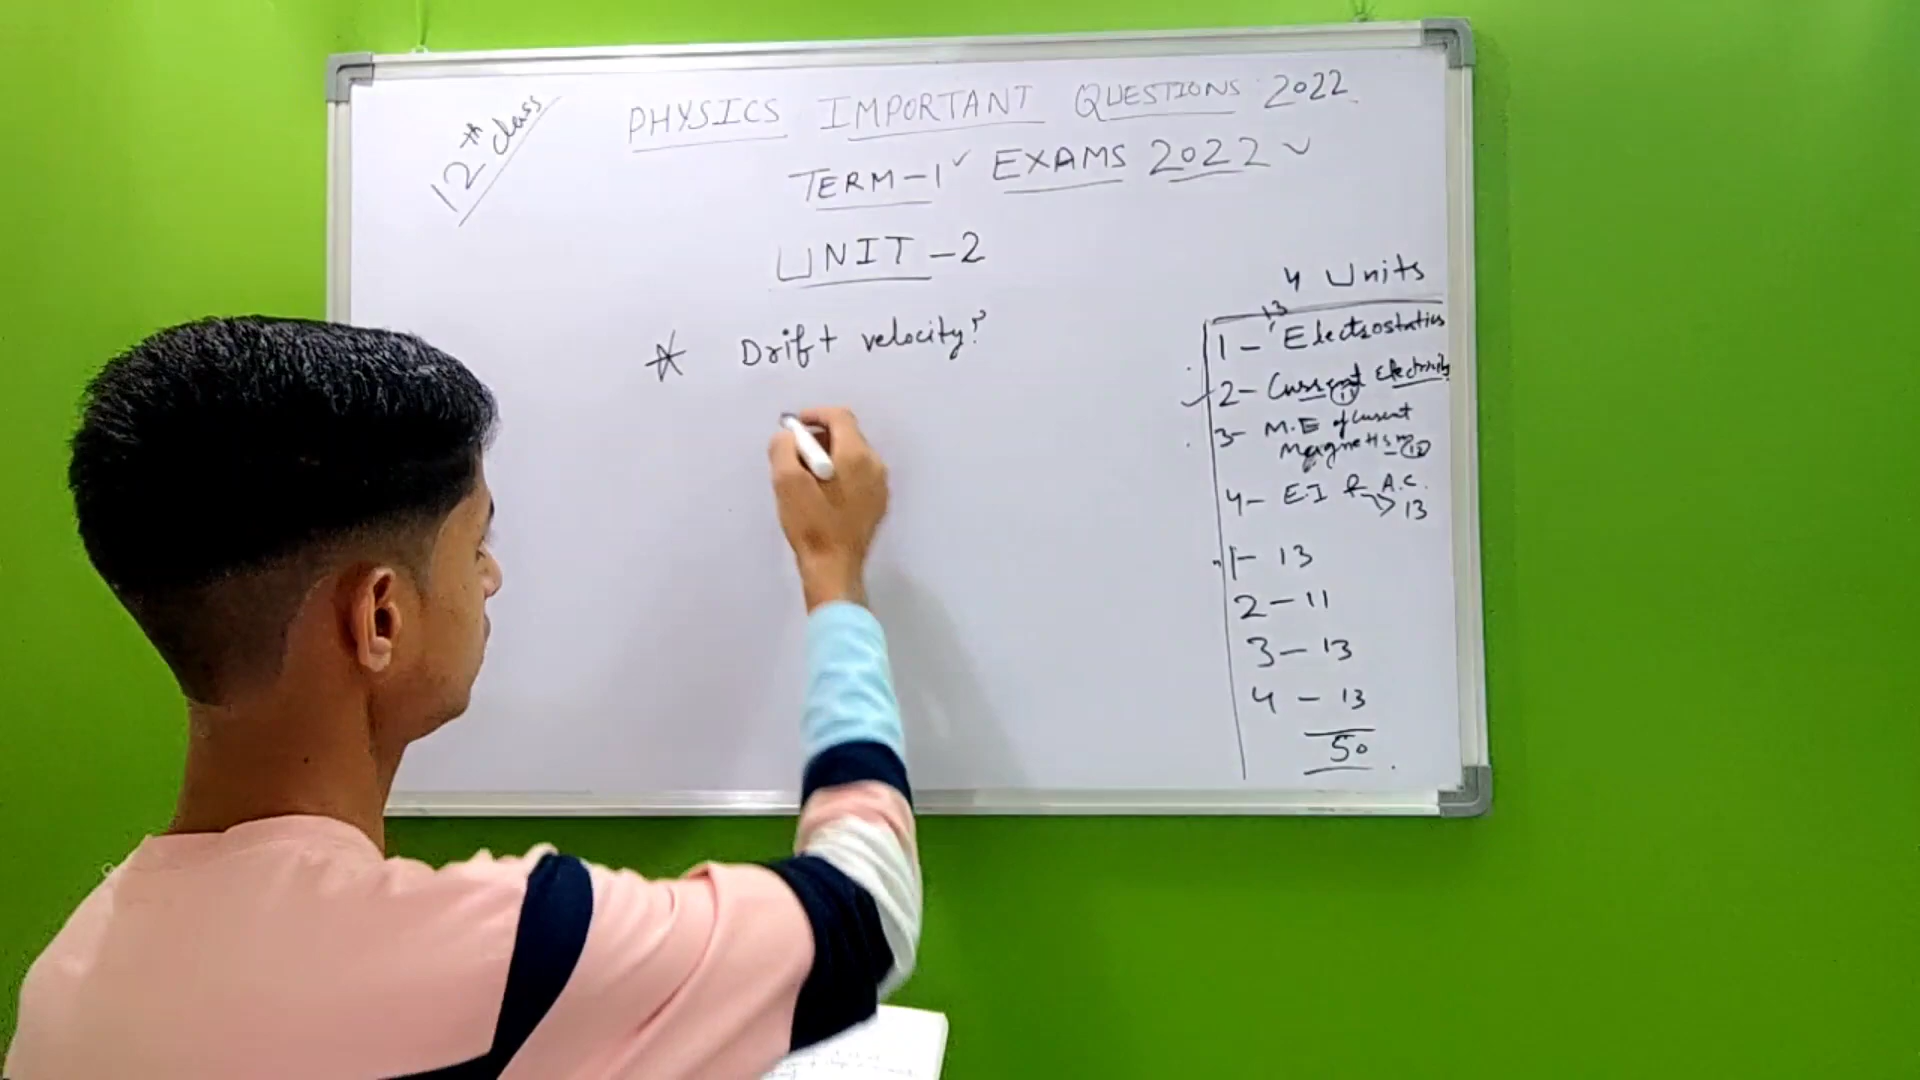 12th class
PHYSICS IMPORTANT QUESTIONS 2022.
TERM-1 EXAMS 2022
UNIT-2
Drift velocity?
4 Units
13
1- Electrostatics
2- Current Electricity
11
3- M.E of current
Magnetism-13
4- E.I & A.C.
13
1- 13
2-11
3-13
4-13
50